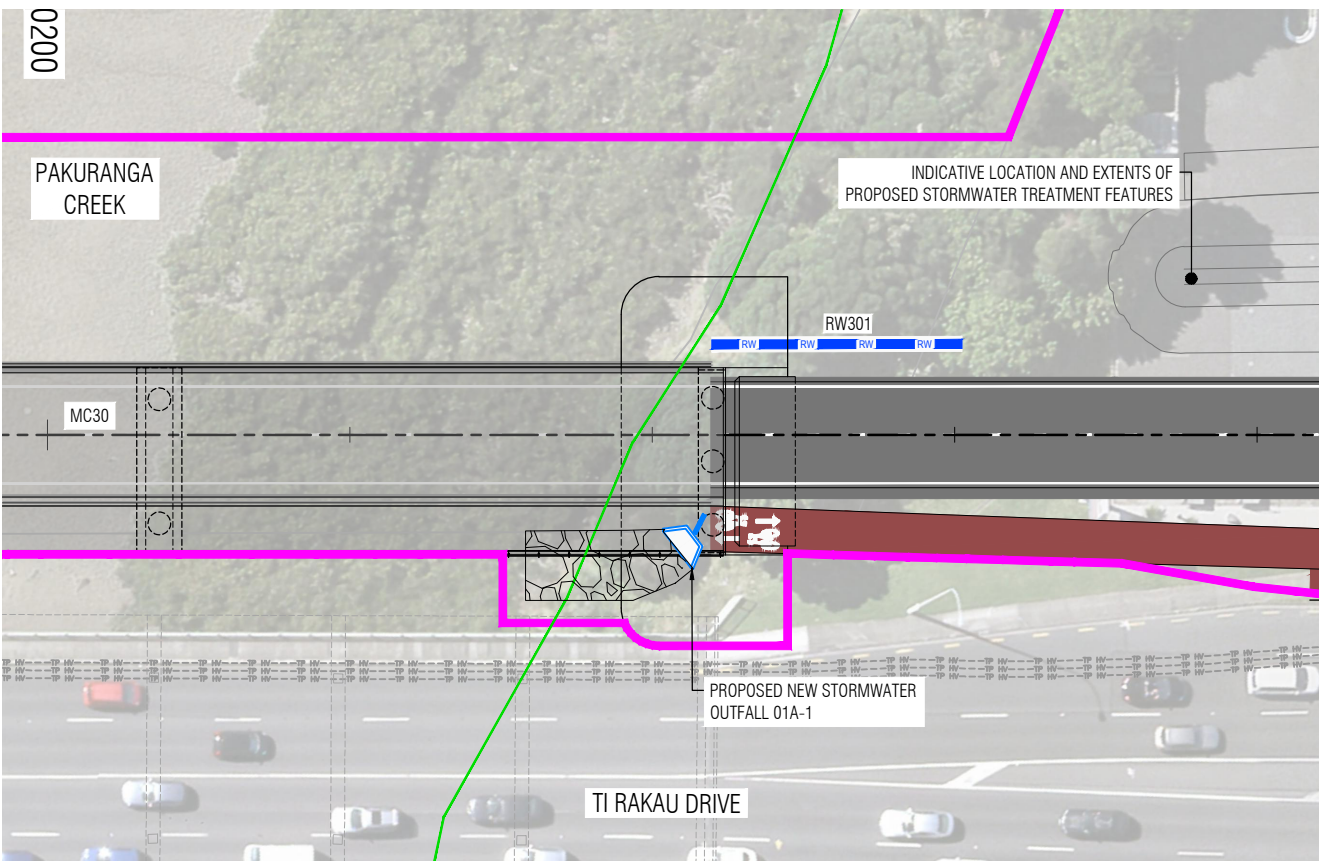 0200
PAKURANGA
CREEK
INDICATIVE LOCATION AND EXTENTS OF
PROPOSED STORMWATER TREATMENT FEATURES
RW301
RW RW RW RW
MC30
PROPOSED NEW STORMWATER
OUTFALL 01A-1
TI RAKAU DRIVE